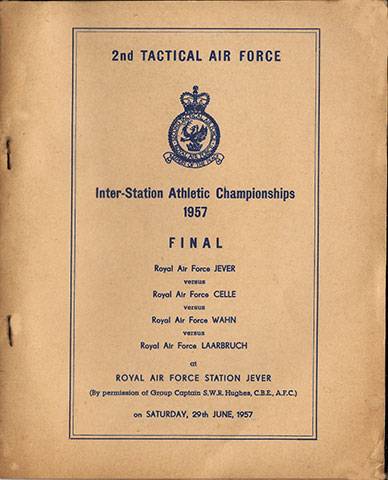 2nd TACTICAL AIR FORCE
Inter-Station Athletic Championships
1957
FINAL
Royal Air Force JEVER
versus
Royal Air Force CELLE
versus
Royal Air Force WAHN
versus
Royal Air Force LAARBRUCH
at
ROYAL AIR FORCE STATION JEVER
(By permission of Group Captain S.W.R. Hughes, C.B.E., A.F.C.)
on SATURDAY, 29th JUNE, 1957